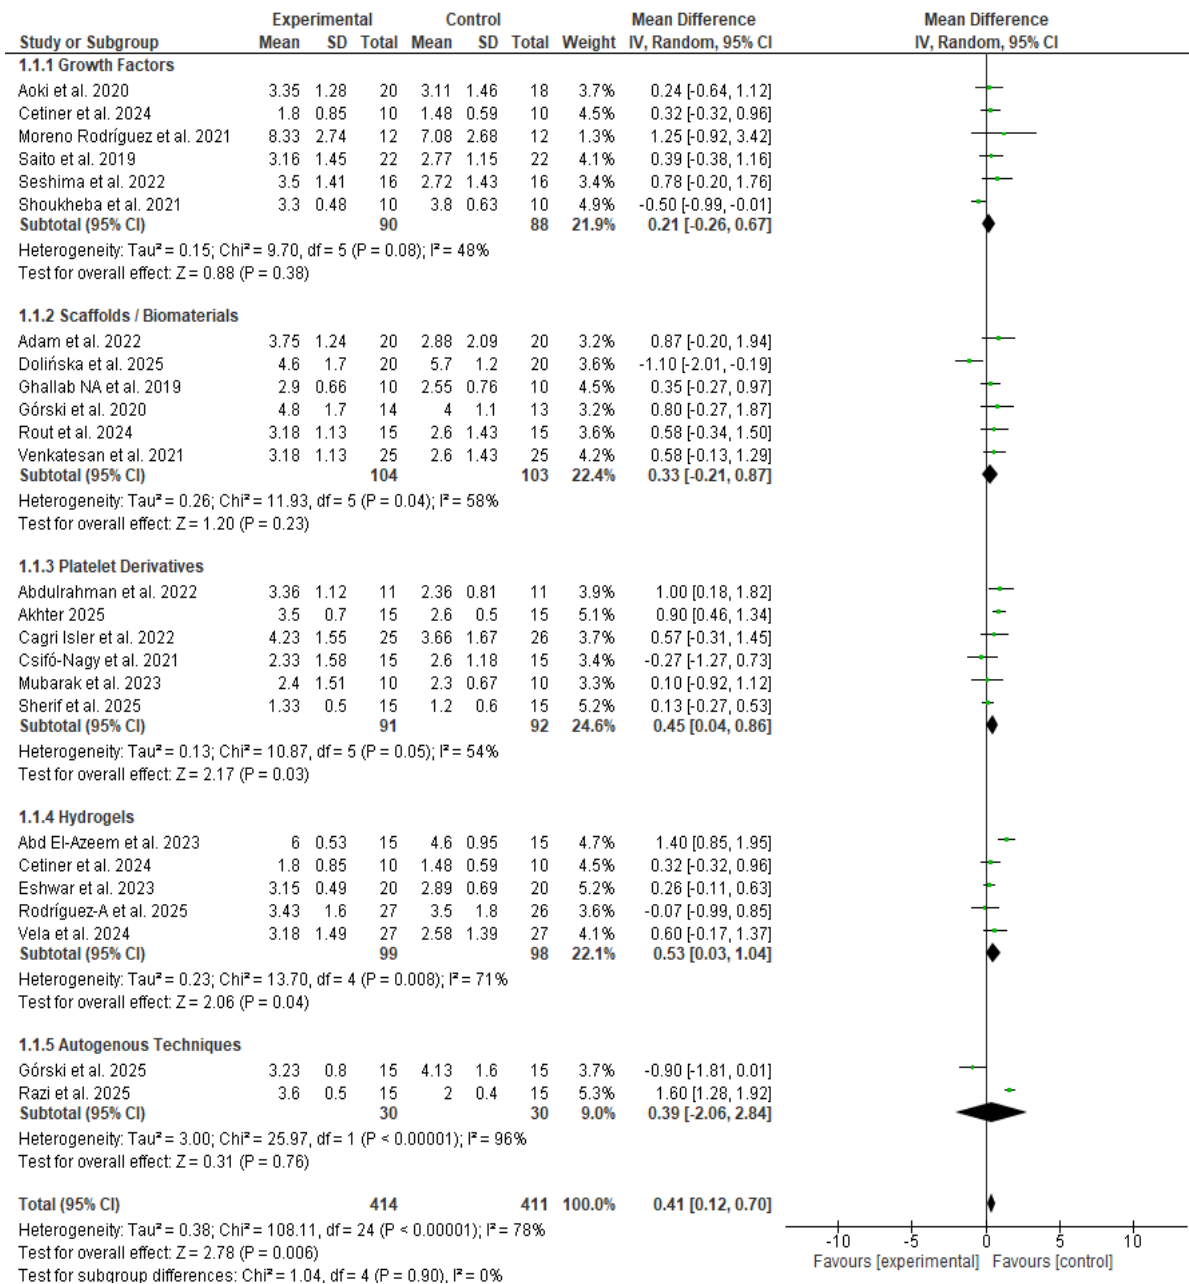 Experimental Control Mean Difference Mean Difference
Study or Subgroup Mean SD Total Mean SD Total Weight IV, Random, 95% CI IV, Random, 95% CI
1.1.1 Growth Factors
Aoki et al. 2020 3.35 1.28 20 3.11 1.46 18 3.7% 0.24 [-0.64, 1.12]
Cetiner et al. 2024 1.8 0.85 10 1.48 0.59 10 4.5% 0.32 [-0.32, 0.96]
Moreno Rodríguez et al. 2021 8.33 2.74 12 7.08 2.68 12 1.3% 1.25 [-0.92, 3.42]
Saito et al. 2019 3.16 1.45 22 2.77 1.15 22 4.1% 0.39 [-0.38, 1.16]
Seshima et al. 2022 3.5 1.41 16 2.72 1.43 16 3.4% 0.78 [-0.20, 1.76]
Shoukheba et al. 2021 3.3 0.48 10 3.8 0.63 10 4.9% -0.50 [-0.99, -0.01]
Subtotal (95% CI) 90 88 21.9% 0.21 [-0.26, 0.67]
Heterogeneity: Tau² = 0.15; Chi² = 9.70, df = 5 (P = 0.08); I² = 48%
Test for overall effect: Z = 0.88 (P = 0.38)
1.1.2 Scaffolds / Biomaterials
Adam et al. 2022 3.75 1.24 20 2.88 2.09 20 3.2% 0.87 [-0.20, 1.94]
Dolińska et al. 2025 4.6 1.7 20 5.7 1.2 20 3.6% -1.10 [-2.01, -0.19]
Ghallab NA et al. 2019 2.9 0.66 10 2.55 0.76 10 4.5% 0.35 [-0.27, 0.97]
Górski et al. 2020 4.8 1.7 14 4 1.1 13 3.2% 0.80 [-0.27, 1.87]
Rout et al. 2024 3.18 1.13 15 2.6 1.43 15 3.6% 0.58 [-0.34, 1.50]
Venkatesan et al. 2021 3.18 1.13 25 2.6 1.43 25 4.2% 0.58 [-0.13, 1.29]
Subtotal (95% CI) 104 103 22.4% 0.33 [-0.21, 0.87]
Heterogeneity: Tau² = 0.26; Chi² = 11.93, df = 5 (P = 0.04); I² = 58%
Test for overall effect: Z = 1.20 (P = 0.23)
1.1.3 Platelet Derivatives
Abdulrahman et al. 2022 3.36 1.12 11 2.36 0.81 11 3.9% 1.00 [0.18, 1.82]
Akhter 2025 3.5 0.7 15 2.6 0.5 15 5.1% 0.90 [0.46, 1.34]
Cagri Isler et al. 2022 4.23 1.55 25 3.66 1.67 26 3.7% 0.57 [-0.31, 1.45]
Csifó-Nagy et al. 2021 2.33 1.58 15 2.6 1.18 15 3.4% -0.27 [-1.27, 0.73]
Mubarak et al. 2023 2.4 1.51 10 2.3 0.67 10 3.3% 0.10 [-0.92, 1.12]
Sherif et al. 2025 1.33 0.5 15 1.2 0.6 15 5.2% 0.13 [-0.27, 0.53]
Subtotal (95% CI) 91 92 24.6% 0.45 [0.04, 0.86]
Heterogeneity: Tau² = 0.13; Chi² = 10.87, df = 5 (P = 0.05); I² = 54%
Test for overall effect: Z = 2.17 (P = 0.03)
1.1.4 Hydrogels
Abd El-Azeem et al. 2023 6 0.53 15 4.6 0.95 15 4.7% 1.40 [0.85, 1.95]
Cetiner et al. 2024 1.8 0.85 10 1.48 0.59 10 4.5% 0.32 [-0.32, 0.96]
Eshwar et al. 2023 3.15 0.49 20 2.89 0.69 20 5.2% 0.26 [-0.11, 0.63]
Rodríguez-A et al. 2025 3.43 1.6 27 3.5 1.8 26 3.6% -0.07 [-0.99, 0.85]
Vela et al. 2024 3.18 1.49 27 2.58 1.39 27 4.1% 0.60 [-0.17, 1.37]
Subtotal (95% CI) 99 98 22.1% 0.53 [0.03, 1.04]
Heterogeneity: Tau² = 0.23; Chi² = 13.70, df = 4 (P = 0.008); I² = 71%
Test for overall effect: Z = 2.06 (P = 0.04)
1.1.5 Autogenous Techniques
Górski et al. 2025 3.23 0.8 15 4.13 1.6 15 3.7% -0.90 [-1.81, 0.01]
Razi et al. 2025 3.6 0.5 15 2 0.4 15 5.3% 1.60 [1.28, 1.92]
Subtotal (95% CI) 30 30 9.0% 0.39 [-2.06, 2.84]
Heterogeneity: Tau² = 3.00; Chi² = 25.97, df = 1 (P < 0.00001); I² = 96%
Test for overall effect: Z = 0.31 (P = 0.76)
Total (95% CI) 414 411 100.0% 0.41 [0.12, 0.70]
Heterogeneity: Tau² = 0.38; Chi² = 108.11, df = 24 (P < 0.00001); I² = 78%
Test for overall effect: Z = 2.78 (P = 0.006)
Test for subgroup differences: Chi² = 1.04, df = 4 (P = 0.90), I² = 0%
-10 -5 0 5 10
Favours [experimental] Favours [control]